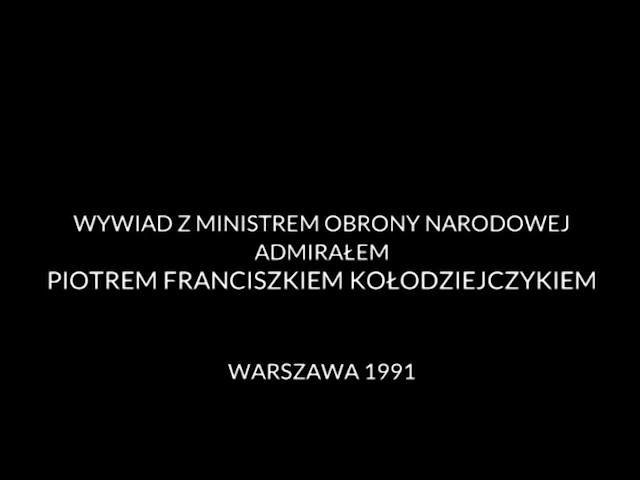 WYWIAD Z MINISTREM OBRONY NARODOWEJ
ADMIRAŁEM
PIOTREM FRANCISZKIEM KOŁODZIEJCZYKIEM
WARSZAWA 1991